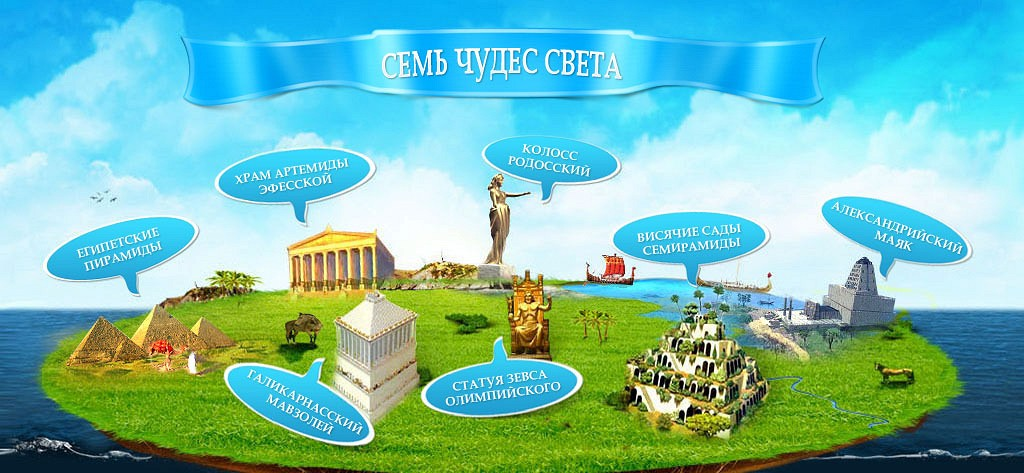 СЕМЬ ЧУДЕС СВЕТА
ХРАМ АРТЕМИДЫ
ЭФЕССКОЙ
КОЛОСС
РОДОССКИЙ
ЕГИПЕТСКИЕ
ПИРАМИДЫ
ВИСЯЧИЕ САДЫ
СЕМИРАМИДЫ
АЛЕКСАНДРИЙСКИЙ
МАЯК
ГАЛИКАРНАССКИЙ
МАВЗОЛЕЙ
СТАТУЯ ЗЕВСА
ОЛИМПИЙСКОГО